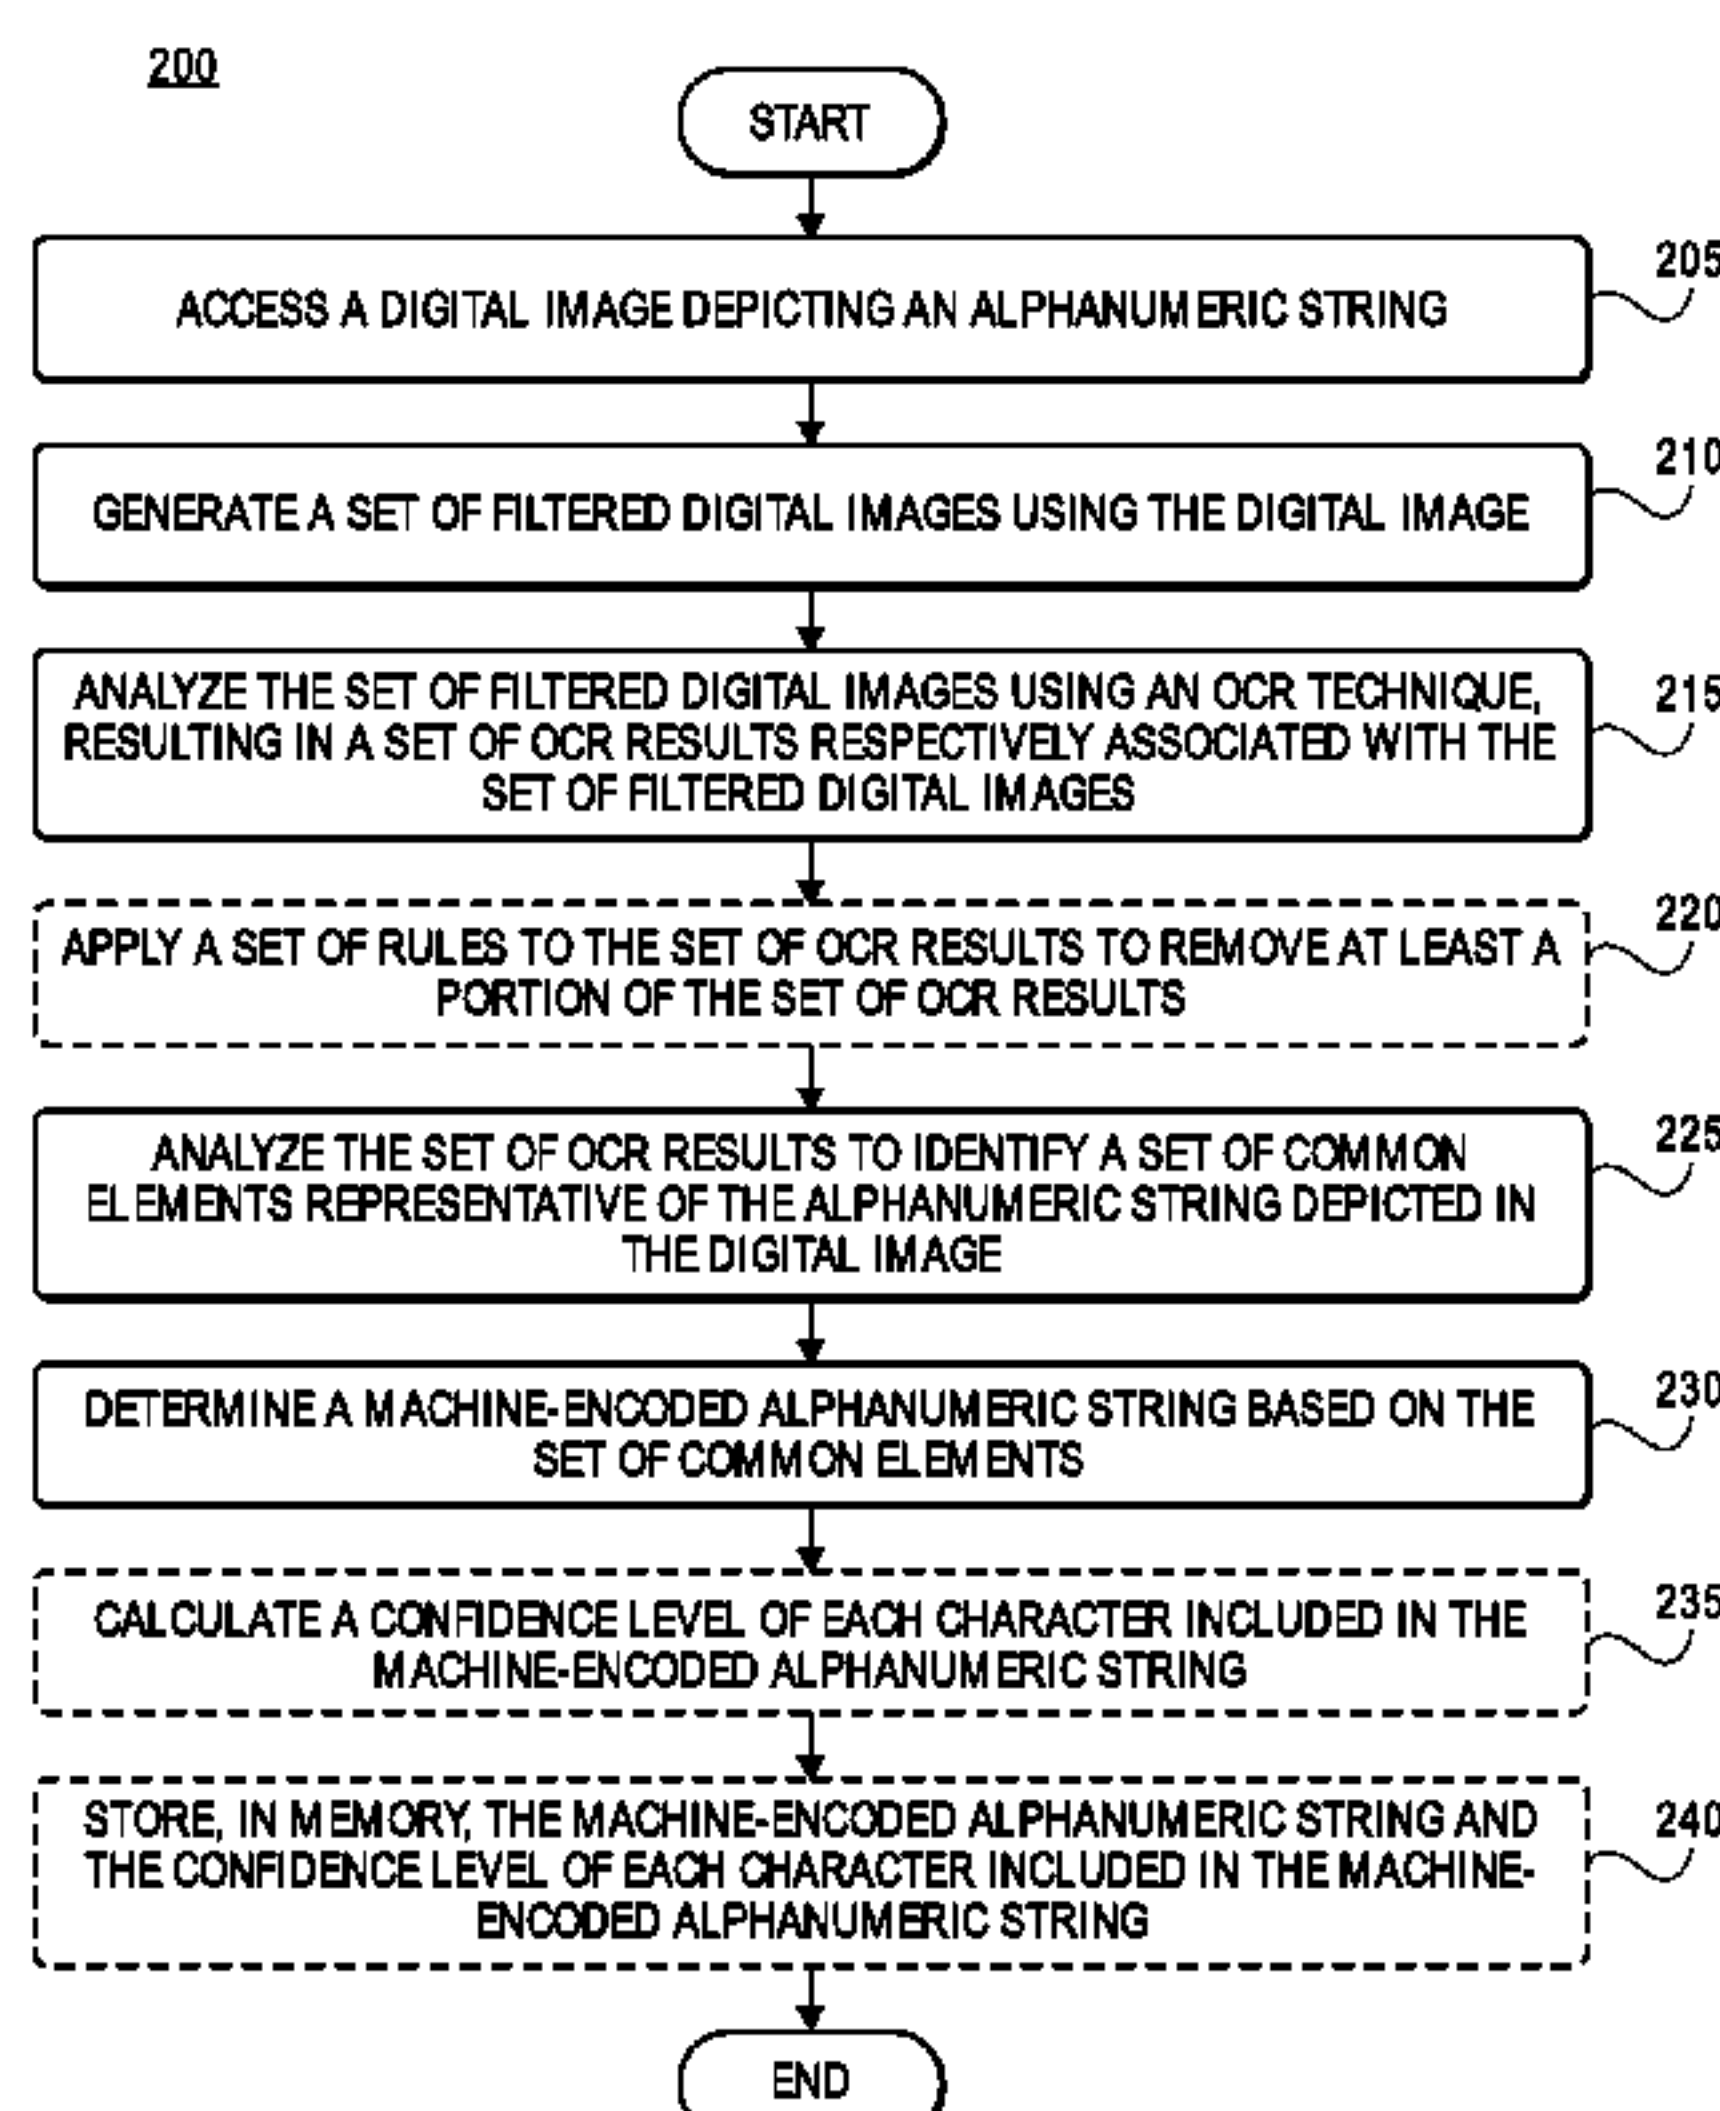 200
START
205
ACCESS A DIGITAL IMAGE DEPICTING AN ALPHANUMERIC STRING
210
GENERATE A SET OF FILTERED DIGITAL IMAGES USING THE DIGITAL IMAGE
215
ANALYZE THE SET OF FILTERED DIGITAL IMAGES USING AN OCR TECHNIQUE,
RESULTING IN A SET OF OCR RESULTS RESPECTIVELY ASSOCIATED WITH THE
SET OF FILTERED DIGITAL IMAGES
220
APPLY A SET OF RULES TO THE SET OF OCR RESULTS TO REMOVE AT LEAST A
PORTION OF THE SET OF OCR RESULTS
225
ANALYZE THE SET OF OCR RESULTS TO IDENTIFY A SET OF COMMON
ELEMENTS REPRESENTATIVE OF THE ALPHANUMERIC STRING DEPICTED IN
THE DIGITAL IMAGE
230
DETERMINE A MACHINE-ENCODED ALPHANUMERIC STRING BASED ON THE
SET OF COMMON ELEMENTS
235
CALCULATE A CONFIDENCE LEVEL OF EACH CHARACTER INCLUDED IN THE
MACHINE-ENCODED ALPHANUMERIC STRING
240
STORE, IN MEMORY, THE MACHINE-ENCODED ALPHANUMERIC STRING AND
THE CONFIDENCE LEVEL OF EACH CHARACTER INCLUDED IN THE MACHINE-
ENCODED ALPHANUMERIC STRING
END